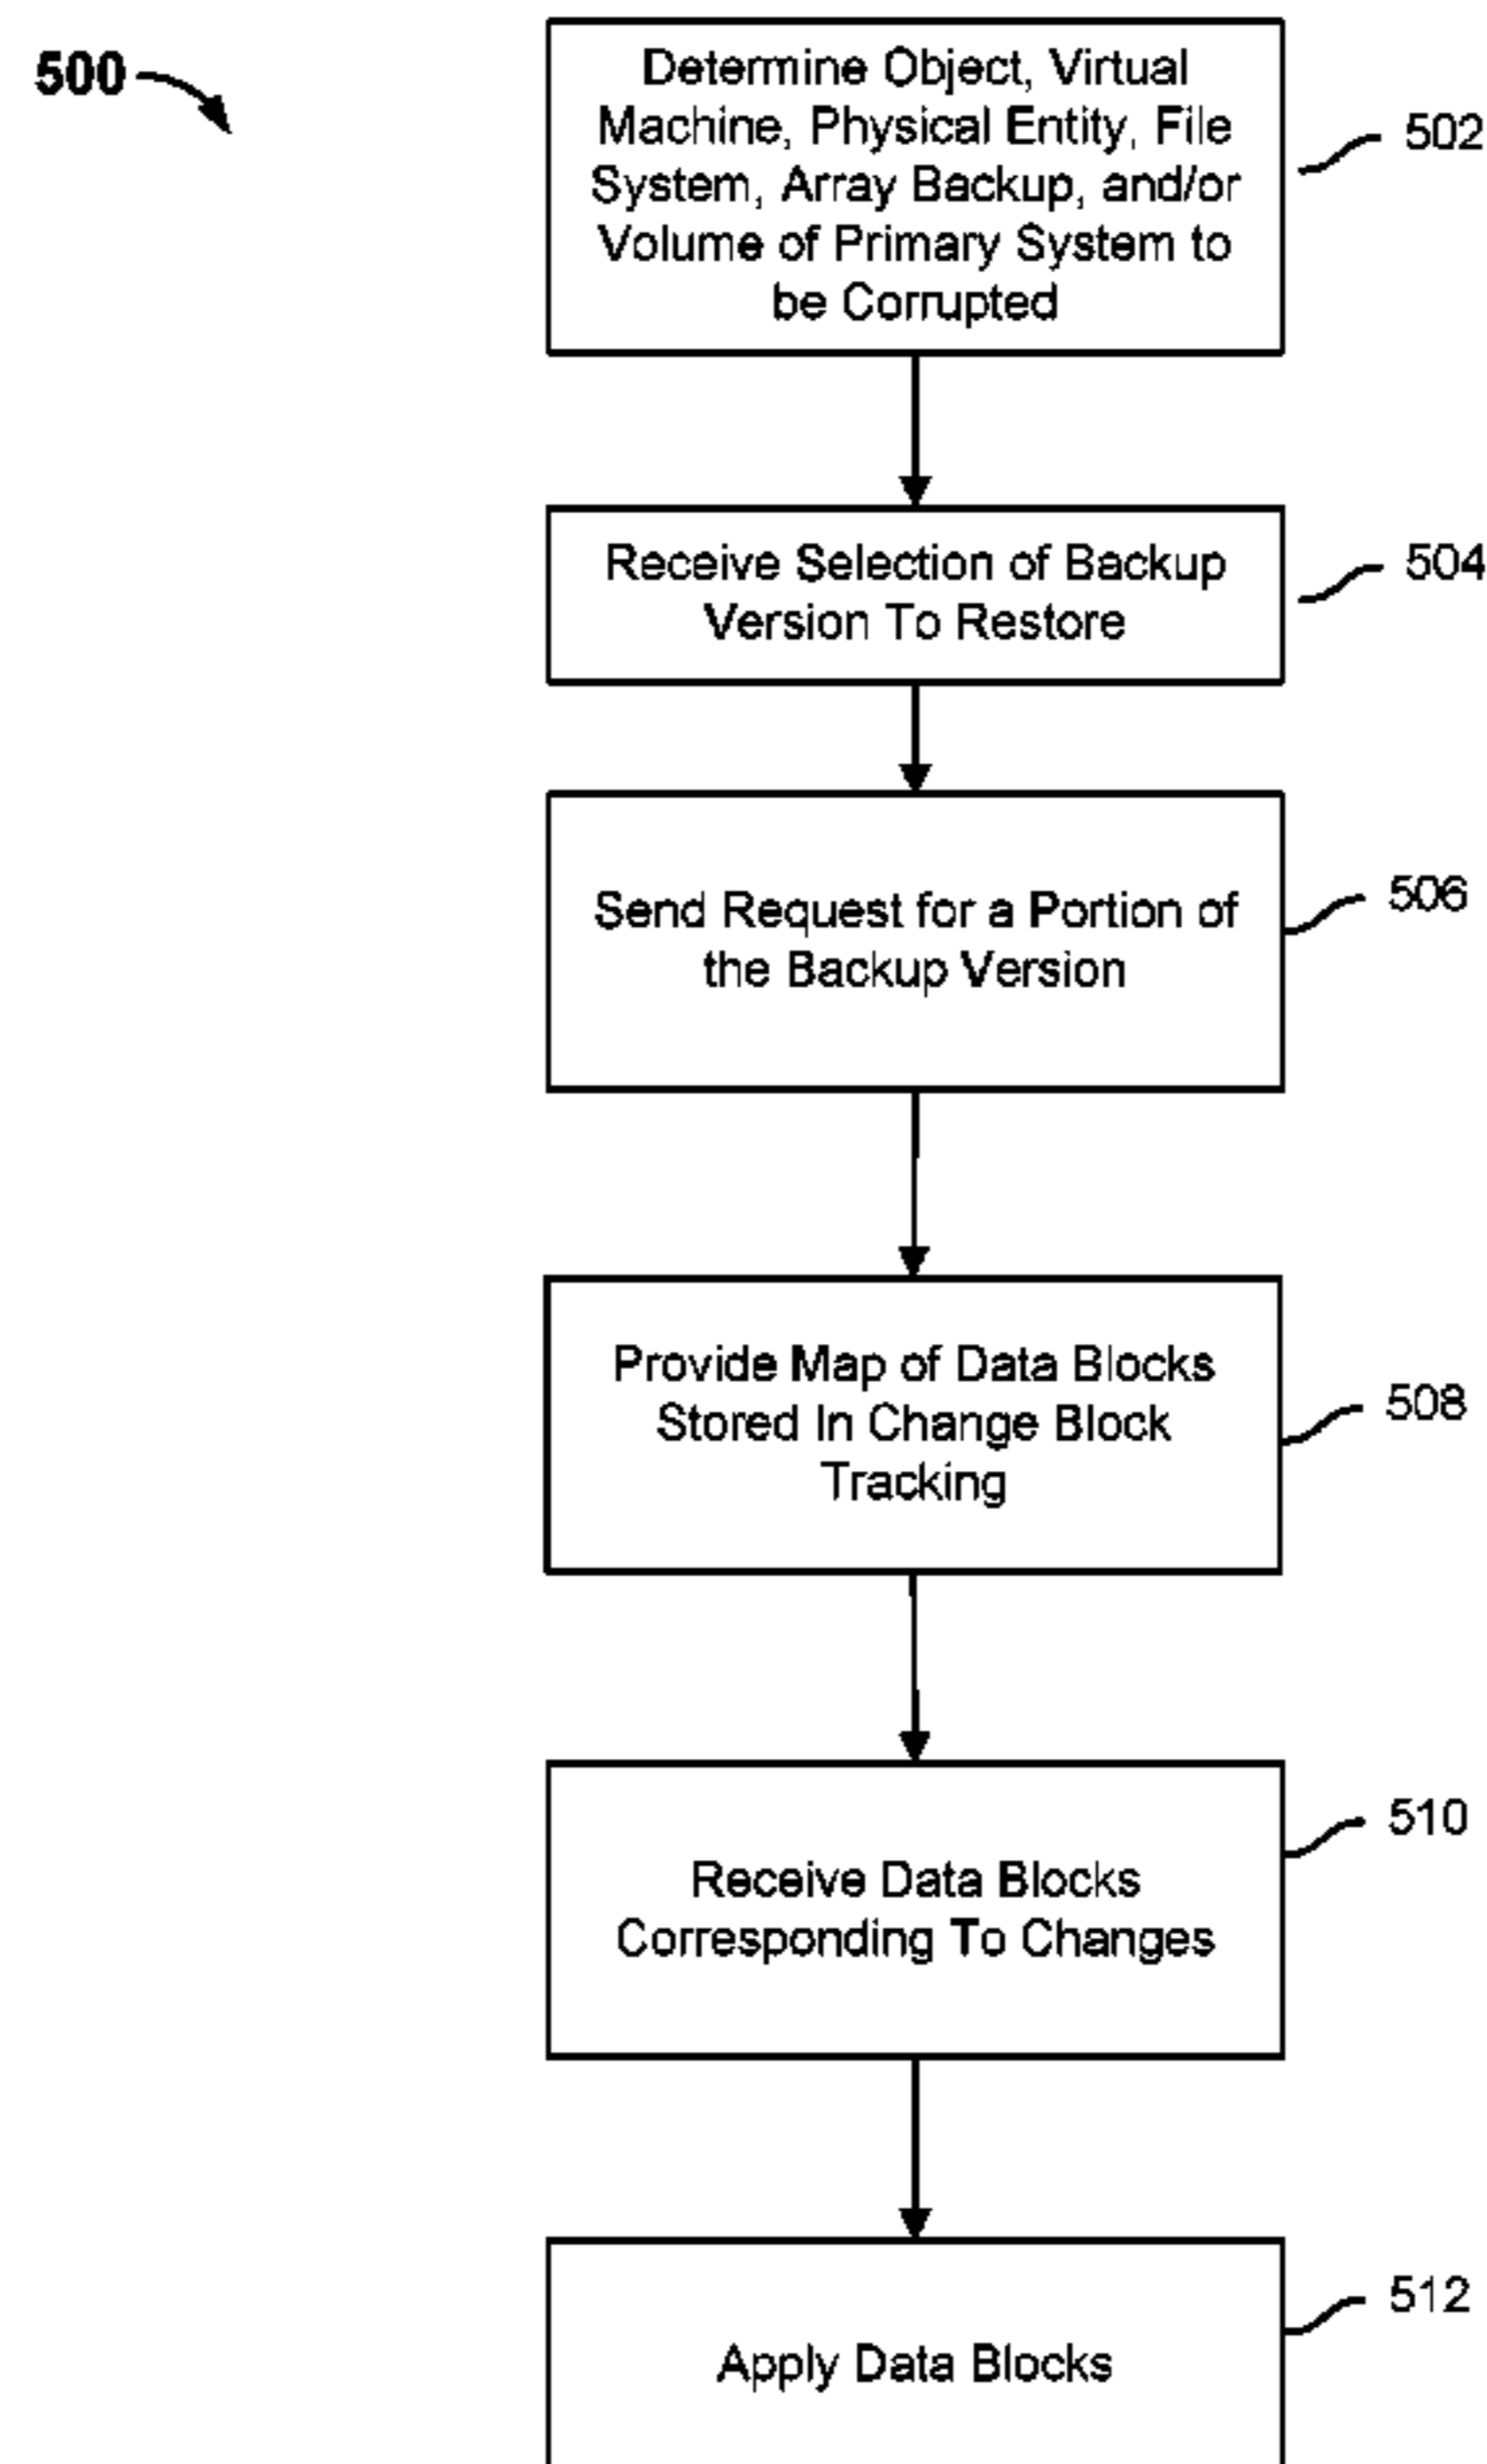 500
Determine Object, Virtual
Machine, Physical Entity, File
System, Array Backup, and/or
Volume of Primary System to
be Corrupted
502
Receive Selection of Backup
Version To Restore
504
Send Request for a Portion of
the Backup Version
506
Provide Map of Data Blocks
Stored In Change Block
Tracking
508
Receive Data Blocks
Corresponding To Changes
510
Apply Data Blocks
512